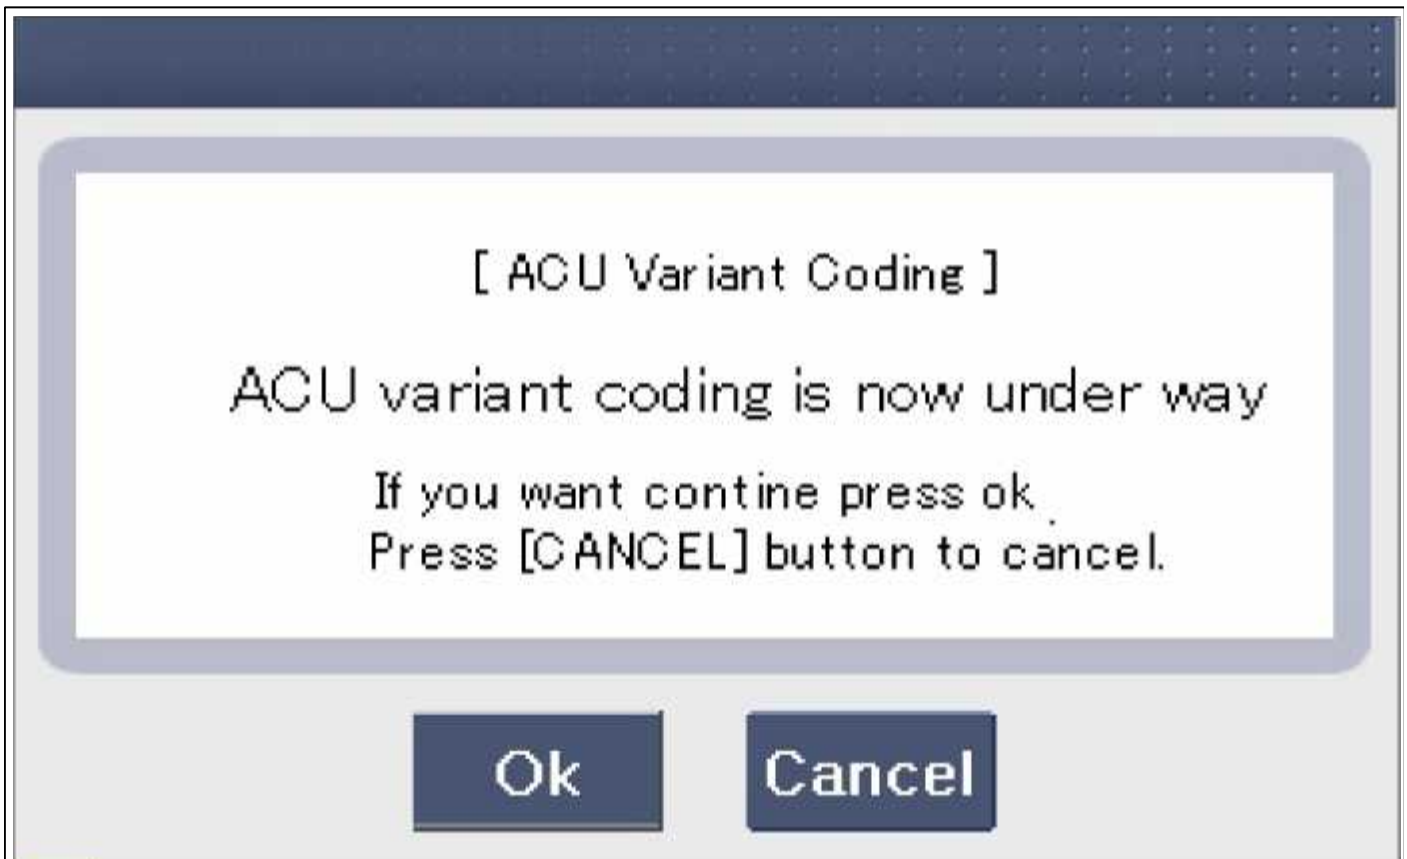 [ ACU Variant Coding ]
ACU variant coding is now under way
If you want contine press ok .
Press [CANCEL] button to cancel.
Ok
Cancel